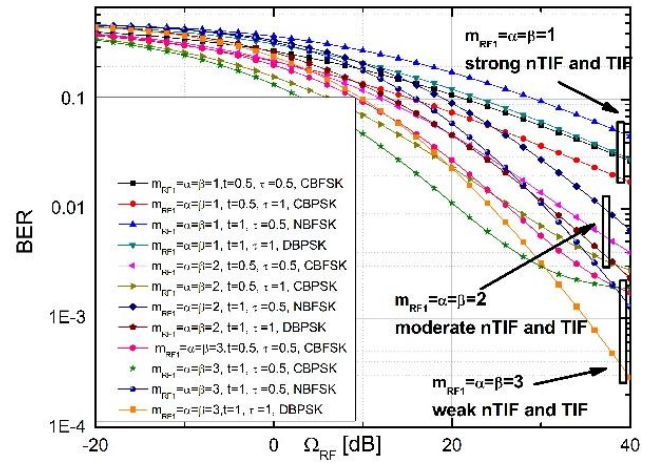 m_RF1=α=β=1
strong nTIF and TIF
0.1
0.01
1E-3
1E-4
BER
m_RF1=α=β=1,t=0.5, τ=0.5, CBFSK
m_RF1=α=β=1, t=0.5, τ=1, CBPSK
m_RF1=α=β=1, t=1, τ=0.5, NBFSK
m_RF1=α=β=1, t=1, τ=1, DBPSK
m_RF1=α=β=2, t=0.5, τ=0.5, CBFSK
m_RF1=α=β=2, t=0.5, τ=1, CBPSK
m_RF1=α=β=2, t=1, τ=0.5, NBFSK
m_RF1=α=β=2, t=1, τ=1, DBPSK
m_RF1=α=β=3.t=0.5, τ=0.5, CBFSK
m_RF1=α=β=3, t=1, τ=0.5, CBPSK
m_RF1=α=β=3, t=1, τ=0.5, NBFSK
m_RF1=α=β=3,t=1, τ=1, DBPSK
m_RF1=α=β=2
moderate nTIF and TIF
m_RF1=α=β=3
weak nTIF and TIF
-20 0 20 40
Ω_RF [dB]